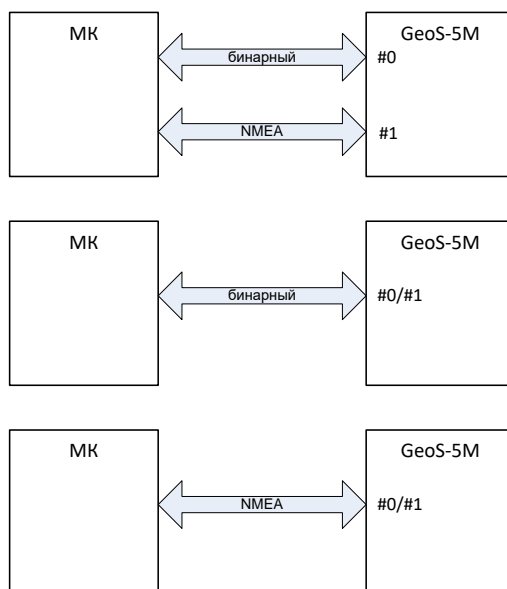 МК
GeoS-5M
бинарный
#0
NMEA
#1
МК
GeoS-5M
бинарный
#0/#1
МК
GeoS-5M
NMEA
#0/#1